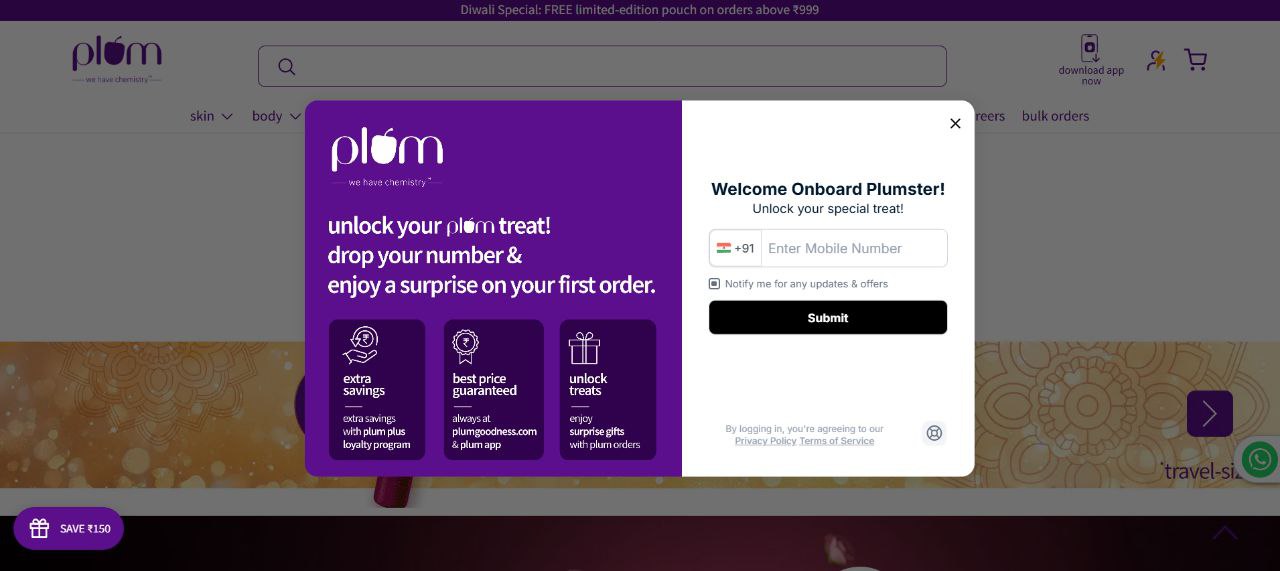 Diwali Special: FREE limited-edition pouch on orders above ₹999
plum
we have chemistry™
download app
now
skin
body
bulk orders
plum
we have chemistry™
unlock your plum treat!
drop your number &
enjoy a surprise on your first order.
extra
savings
extra savings
with plum plus
loyalty program
best price
guaranteed
always at
plumgoodness.com
& plum app
unlock
treats
enjoy
surprise gifts
with plum orders
Welcome Onboard Plumster!
Unlock your special treat!
+91
Enter Mobile Number
Notify me for any updates & offers
Submit
By logging in, you're agreeing to our
Privacy Policy Terms of Service
SAVE ₹150